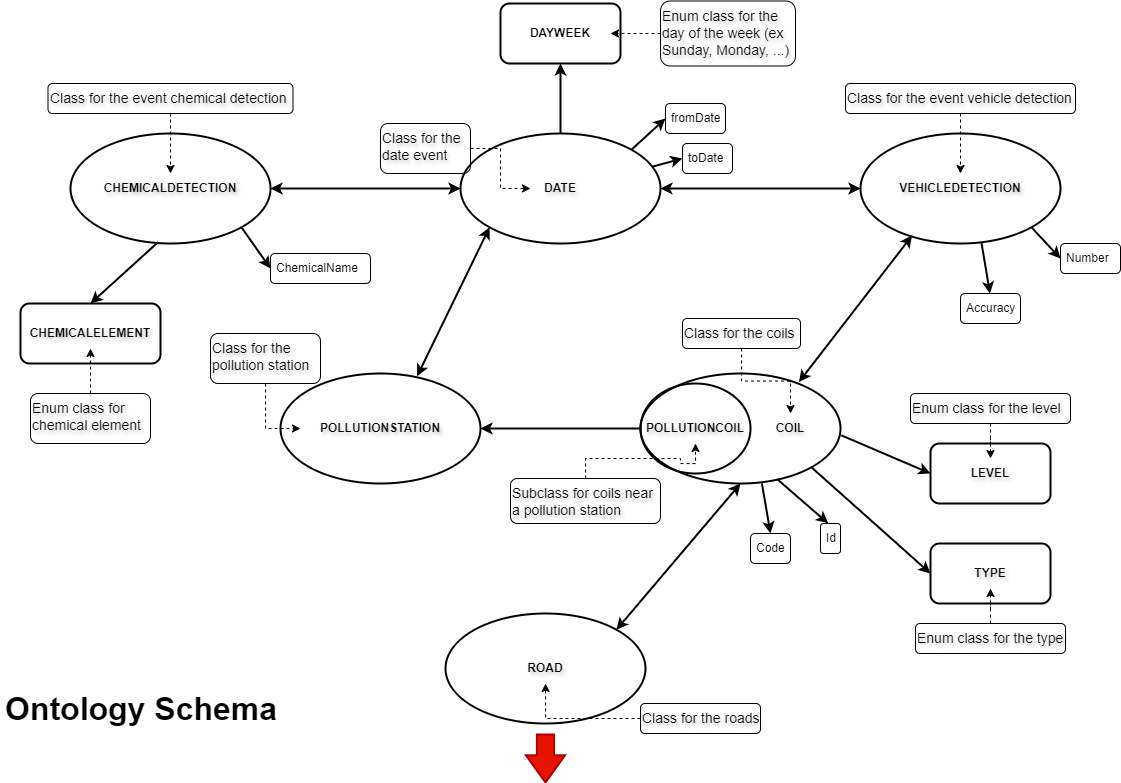 DAYWEEK
Enum class for the
day of the week (ex
Sunday, Monday, ...)
Class for the event chemical detection
Class for the event vehicle detection
fromDate
Class for the
date event
toDate
CHEMICALDETECTION
DATE
VEHICLEDETECTION
ChemicalName
Number
Accuracy
CHEMICALELEMENT
Class for the
pollution station
Class for the coils
Enum class for
chemical element
Enum class for the level
POLLUTIONSTATION
POLLUTIONCOIL
COIL
LEVEL
Subclass for coils near
a pollution station
Code
Id
TYPE
Enum class for the type
ROAD
Ontology Schema
Class for the roads